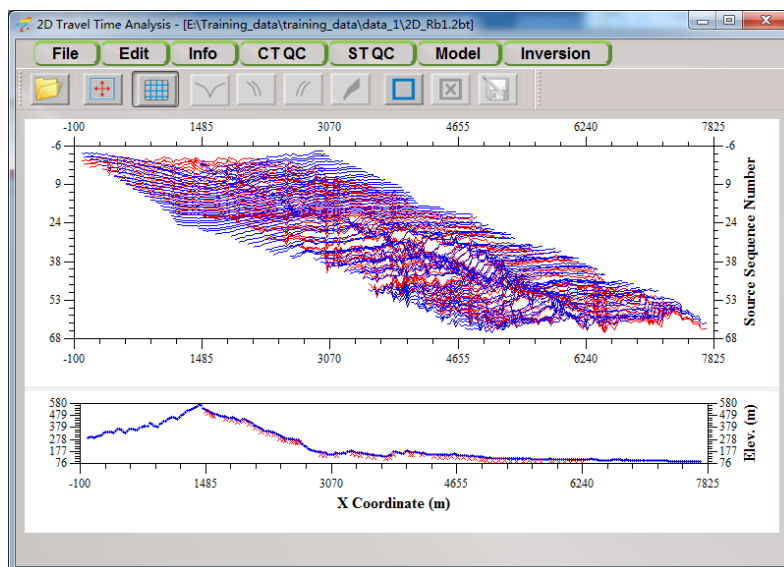 2D Travel Time Analysis - [E:\Training_data\training_data\data_1\2D_Rb1.2bt]
File Edit Info CT QC ST QC Model Inversion
-100 1485 3070 4655 6240 7825
-6 -6
9 9
24 24
38 38
53 53
68 68
Source Sequence Number
-100 1485 3070 4655 6240 7825
580 580
479 479
378 378
278 278
177 177
76 76
Elev. (m)
-100 1485 3070 4655 6240 7825
X Coordinate (m)